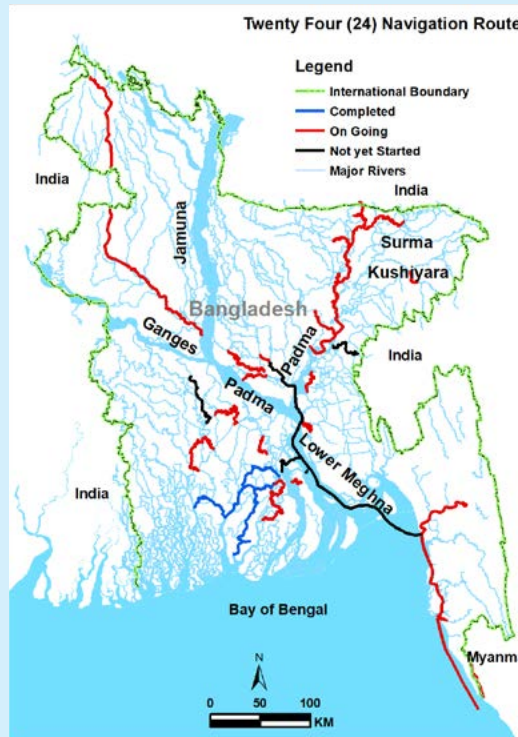 Twenty Four (24) Navigation Route
Legend
International Boundary
Completed
On Going
Not yet Started
Major Rivers
India
India
Jamuna
Surma
Kushiyara
Bangladesh
Padma
Ganges
India
Padma
Lower Meghna
India
Bay of Bengal
Myanm
N
0 50 100
KM